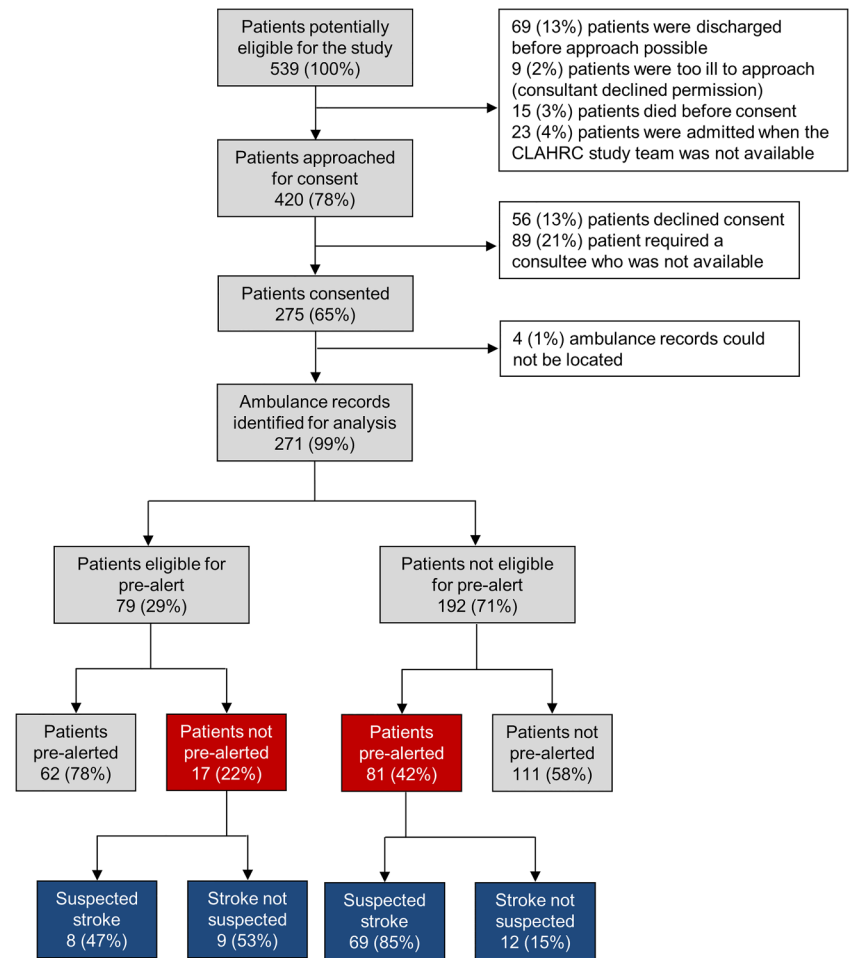 Patients potentially
eligible for the study
539 (100%)
69 (13%) patients were discharged
before approach possible
9 (2%) patients were too ill to approach
(consultant declined permission)
15 (3%) patients died before consent
23 (4%) patients were admitted when the
CLAHRC study team was not available
Patients approached
for consent
420 (78%)
56 (13%) patients declined consent
89 (21%) patient required a
consultee who was not available
Patients consented
275 (65%)
4 (1%) ambulance records could
not be located
Ambulance records
identified for analysis
271 (99%)
Patients eligible for
pre-alert
79 (29%)
Patients not eligible
for pre-alert
192 (71%)
Patients
pre-alerted
62 (78%)
Patients not
pre-alerted
17 (22%)
Patients
pre-alerted
81 (42%)
Patients not
pre-alerted
111 (58%)
Suspected
stroke
8 (47%)
Stroke not
suspected
9 (53%)
Suspected
stroke
69 (85%)
Stroke not
suspected
12 (15%)